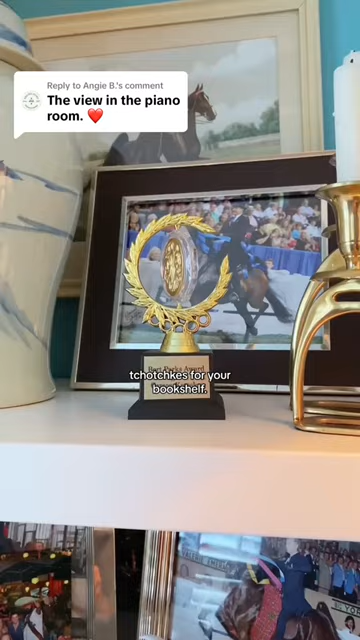 Reply to Angie B.'s comment
The view in the piano
room. ❤️
tchotchkes for your
bookshelf.